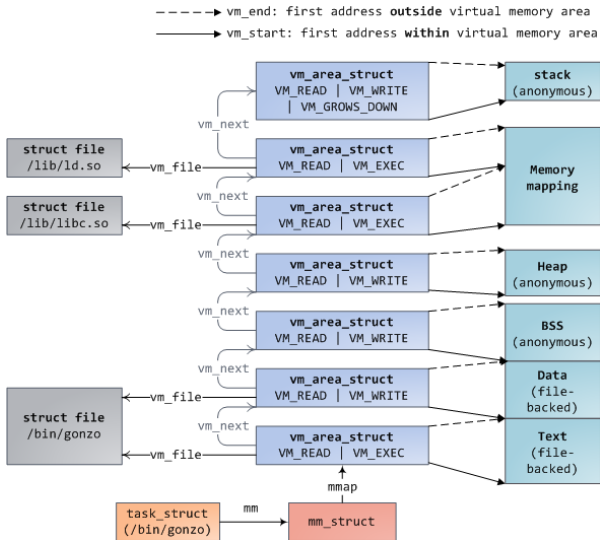 vm_end: first address outside virtual memory area
vm_start: first address within virtual memory area
vm_area_struct
VM_READ | VM_WRITE
| VM_GROWS_DOWN
stack
(anonymous)
vm_next
struct file
/lib/ld.so
vm_file
vm_area_struct
VM_READ | VM_EXEC
Memory
mapping
vm_next
struct file
/lib/libc.so
vm_file
vm_area_struct
VM_READ | VM_EXEC
vm_next
vm_area_struct
VM_READ | VM_WRITE
Heap
(anonymous)
vm_next
vm_area_struct
VM_READ | VM_WRITE
BSS
(anonymous)
vm_next
vm_area_struct
VM_READ | VM_WRITE
Data
(file-
backed)
vm_file
struct file
/bin/gonzo
vm_next
vm_file
vm_area_struct
VM_READ | VM_EXEC
Text
(file-
backed)
mmap
task_struct
(/bin/gonzo)
mm
mm_struct